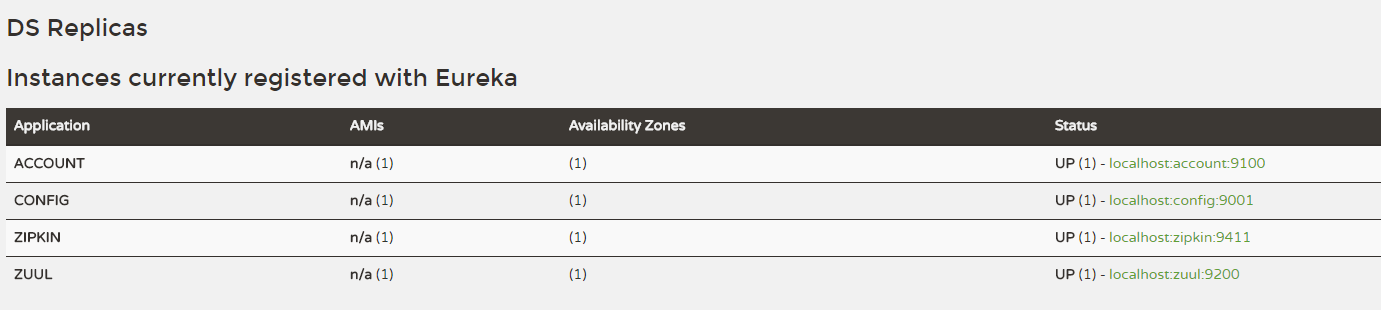 DS Replicas
Instances currently registered with Eureka
Application AMIs Availability Zones Status
ACCOUNT n/a (1) (1) UP (1) - localhost:account:9100
CONFIG n/a (1) (1) UP (1) - localhost:config:9001
ZIPKIN n/a (1) (1) UP (1) - localhost:zipkin:9411
ZUUL n/a (1) (1) UP (1) - localhost:zuul:9200